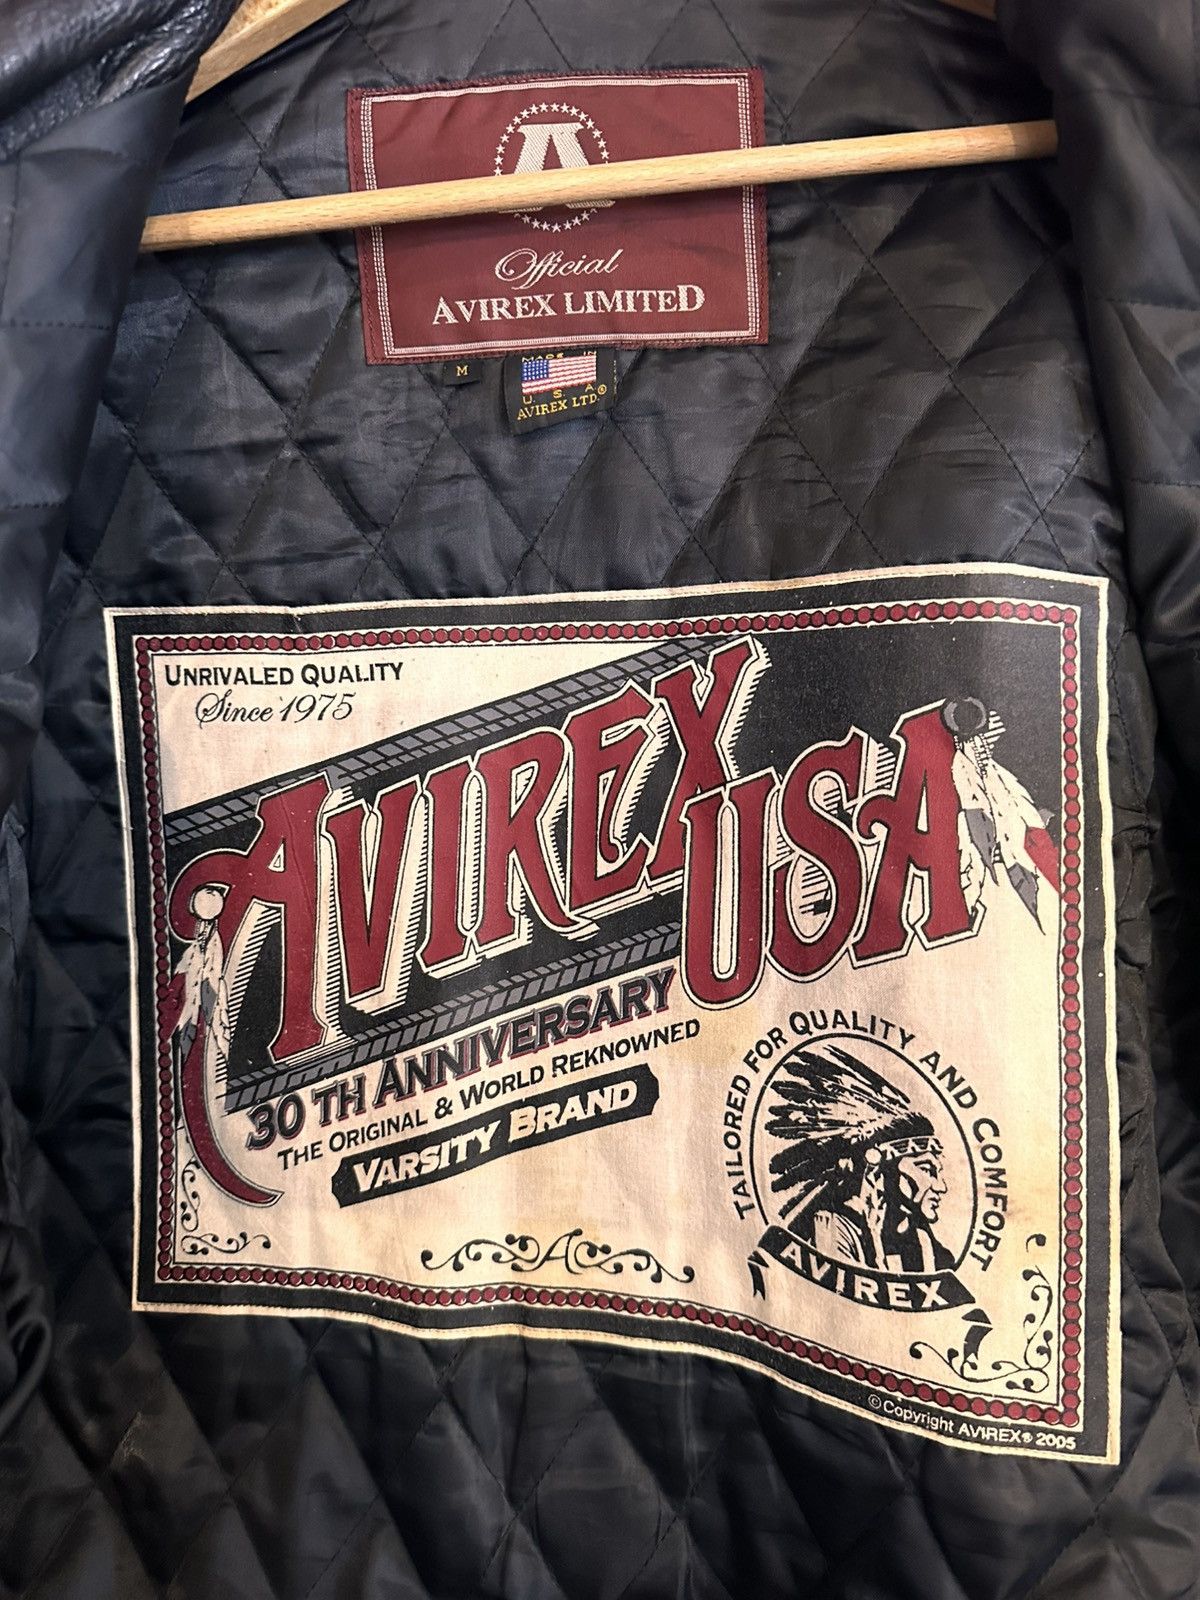 A
Official
AVIREX LIMITED
M
MADE IN
U. S. A.
AVIREX LTD.®
UNRIVALED QUALITY
Since 1975
AVIREX
USA
30 TH ANNIVERSARY
THE ORIGINAL & WORLD REKNOWNED
VARSITY BRAND
TAILORED FOR QUALITY AND COMFORT
AVIREX
A
©Copyright AVIREX® 2005